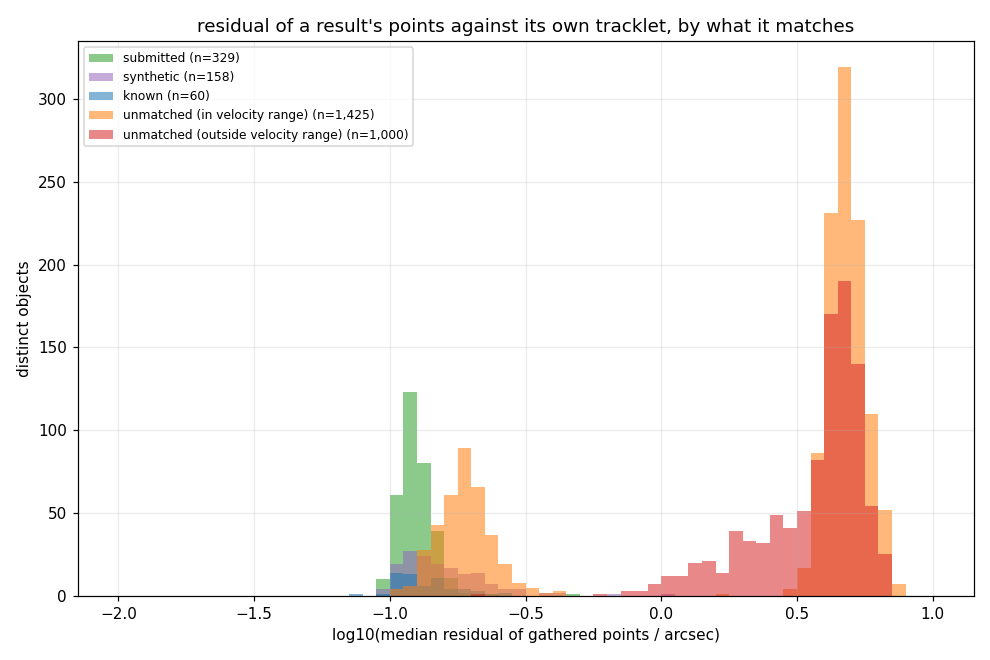 residual of a result's points against its own tracklet, by what it matches
submitted (n=329)
synthetic (n=158)
known (n=60)
unmatched (in velocity range) (n=1,425)
unmatched (outside velocity range) (n=1,000)
distinct objects
300
250
200
150
100
50
0
−2.0
−1.5
−1.0
−0.5
0.0
0.5
1.0
log10(median residual of gathered points / arcsec)